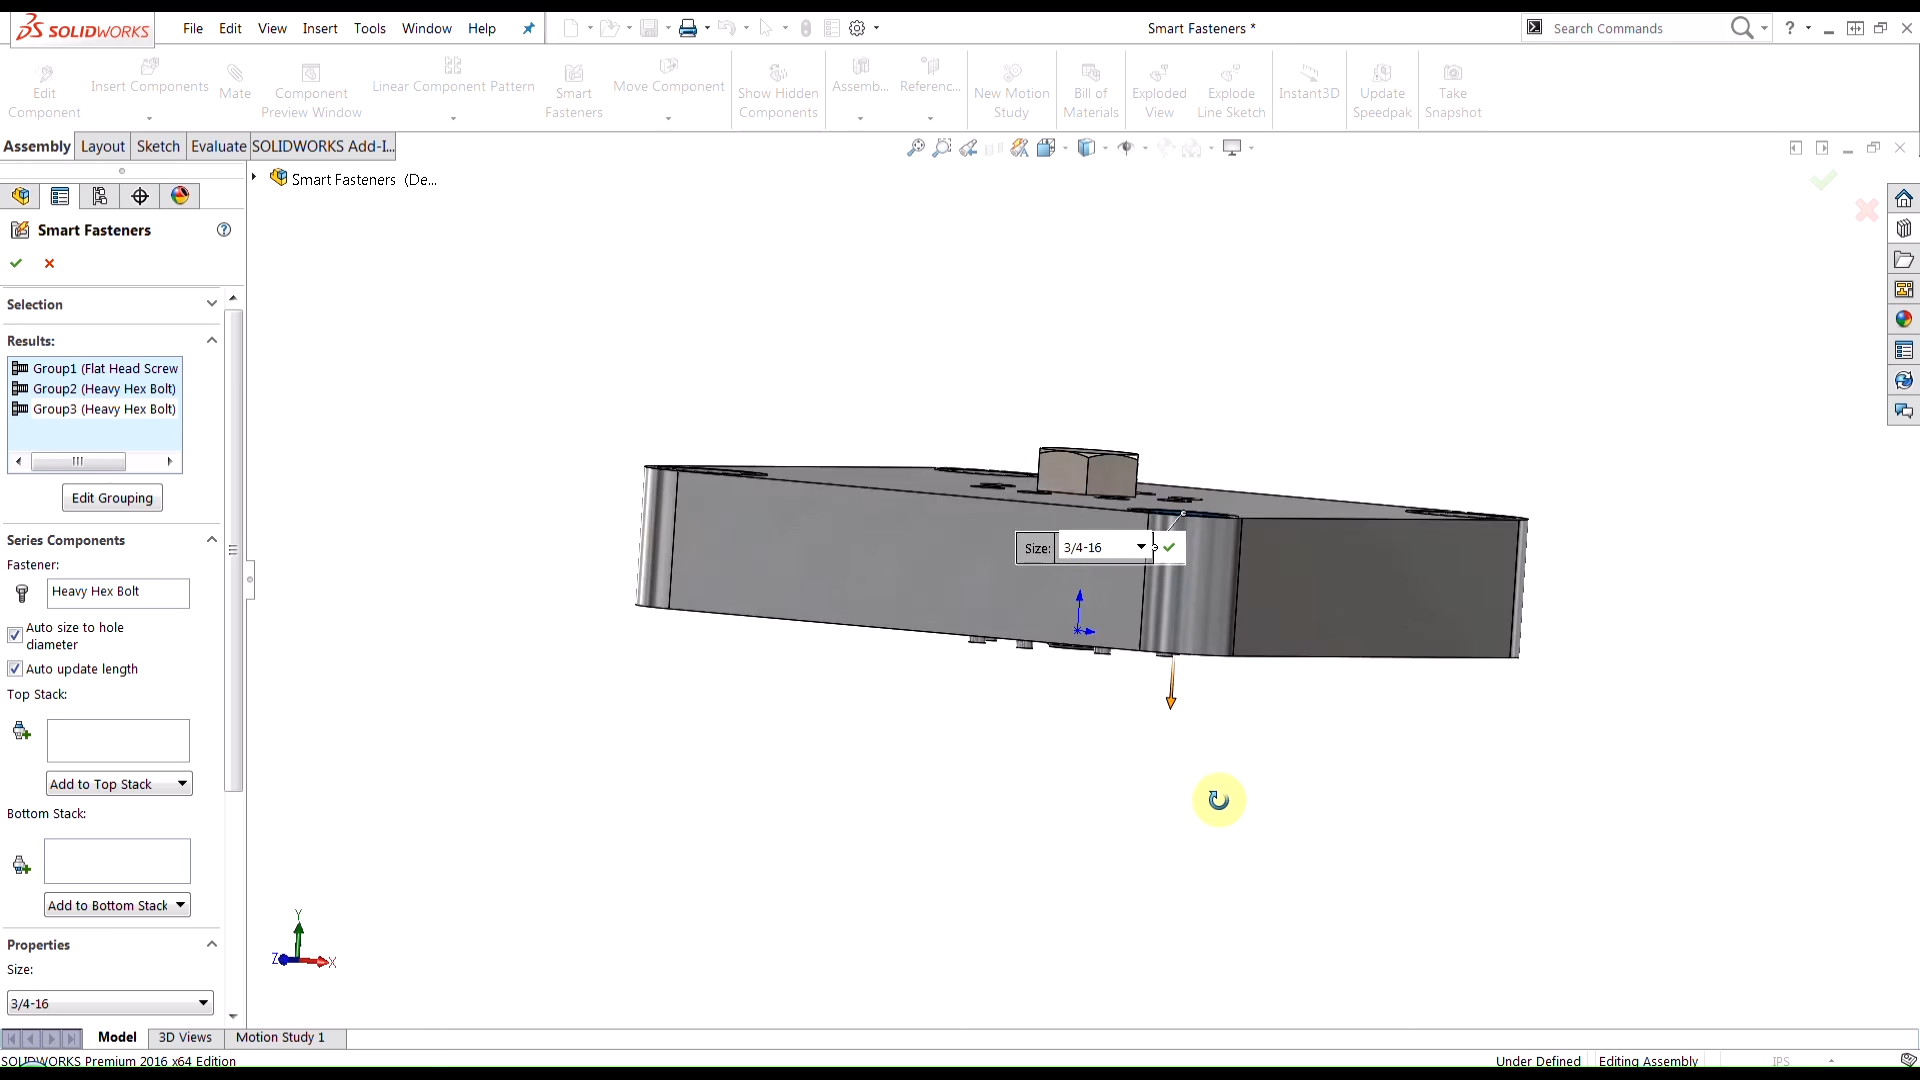 SOLIDWORKS File Edit View Insert Tools Window Help Smart Fasteners * Search Commands ?
Edit Component Insert Components Mate Component Preview Window Linear Component Pattern Smart Fasteners Move Component Show Hidden Components Assemb... Referenc... New Motion Study Bill of Materials Exploded View Explode Line Sketch Instant3D Update Speedpak Take Snapshot
Assembly Layout Sketch Evaluate SOLIDWORKS Add-I...
Smart Fasteners (De...
Smart Fasteners ?
Selection
Results:
Group1 (Flat Head Screw
Group2 (Heavy Hex Bolt)
Group3 (Heavy Hex Bolt)
Edit Grouping
Series Components
Fastener:
Heavy Hex Bolt
Auto size to hole
diameter
Auto update length
Top Stack:
Add to Top Stack
Bottom Stack:
Add to Bottom Stack
Properties
Size:
3/4-16
Size: 3/4-16
Y
Z X
Model 3D Views Motion Study 1
SOLIDWORKS Premium 2016 x64 Edition Under Defined Editing Assembly IPS